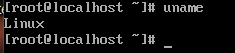 [root@localhost ~]# uname
Linux
[root@localhost ~]# _